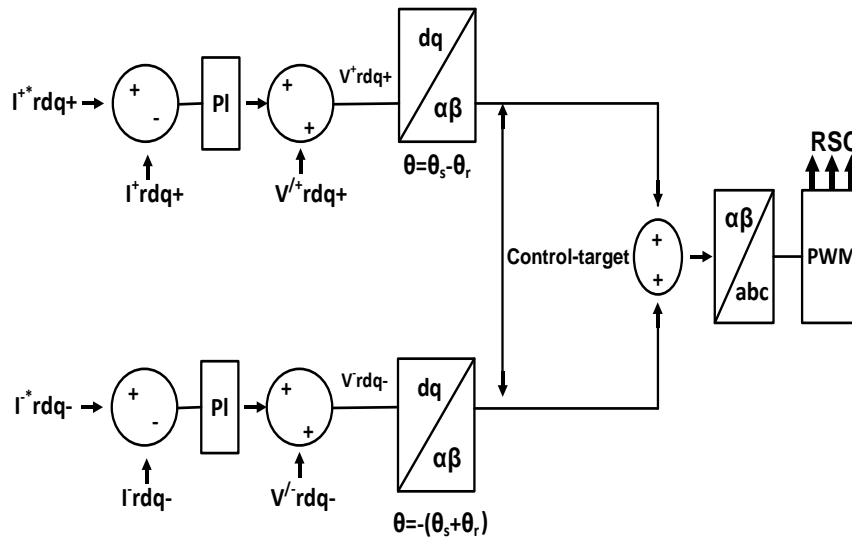 I⁺*rdq+
+
-
I⁺rdq+
PI
+
+
V/⁺rdq+
V⁺rdq+
dq
αβ
θ=θₛ-θᵣ
Control-target
+
+
αβ
abc
RSC
PWM
I⁻*rdq-
+
-
I⁻rdq-
PI
+
+
V/⁻rdq-
V⁻rdq-
dq
αβ
θ=-(θₛ+θᵣ)